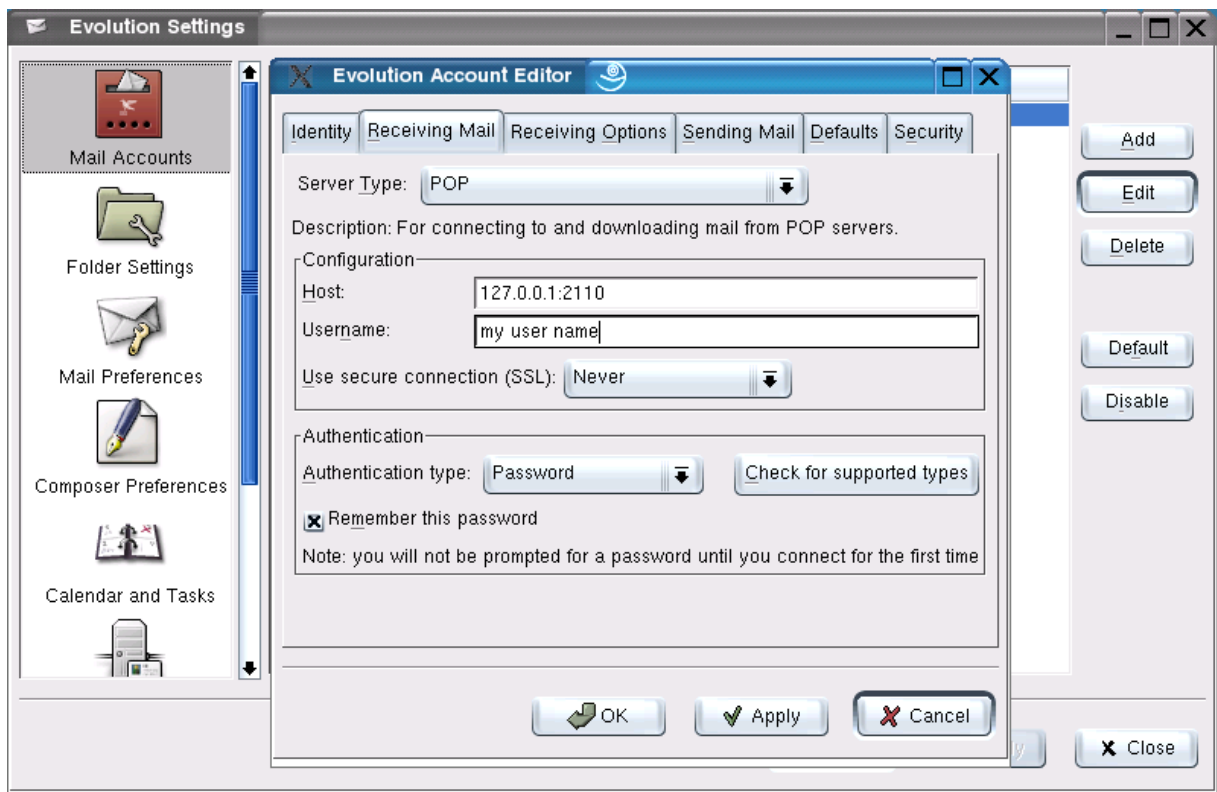 Evolution Settings
Mail Accounts
Folder Settings
Mail Preferences
Composer Preferences
Calendar and Tasks
Evolution Account Editor
Identity Receiving Mail Receiving Options Sending Mail Defaults Security
Server Type: POP
Description: For connecting to and downloading mail from POP servers.
Configuration
Host: 127.0.0.1:2110
Username: my user name
Use secure connection (SSL): Never
Authentication
Authentication type: Password Check for supported types
Remember this password
Note: you will not be prompted for a password until you connect for the first time
OK Apply Cancel
Add
Edit
Delete
Default
Disable
Close